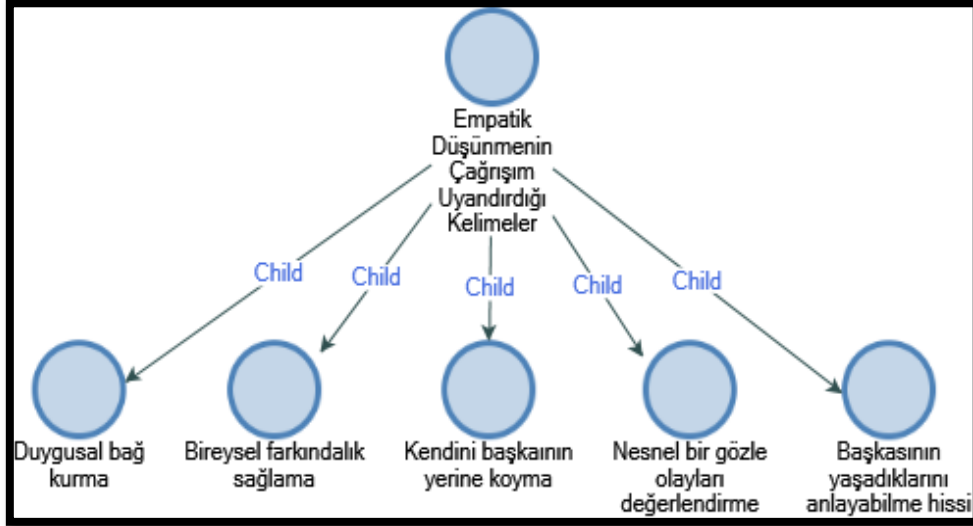 Empatik
Düşünmenin
Çağrışım
Uyandırdığı
Kelimeler
Child
Child
Child
Child
Child
Duygusal bağ
kurma
Bireysel farkındalık
sağlama
Kendini başkaının
yerine koyma
Nesnel bir gözle
olayları
değerlendirme
Başkasının
yaşadıklarını
anlayabilme hissi